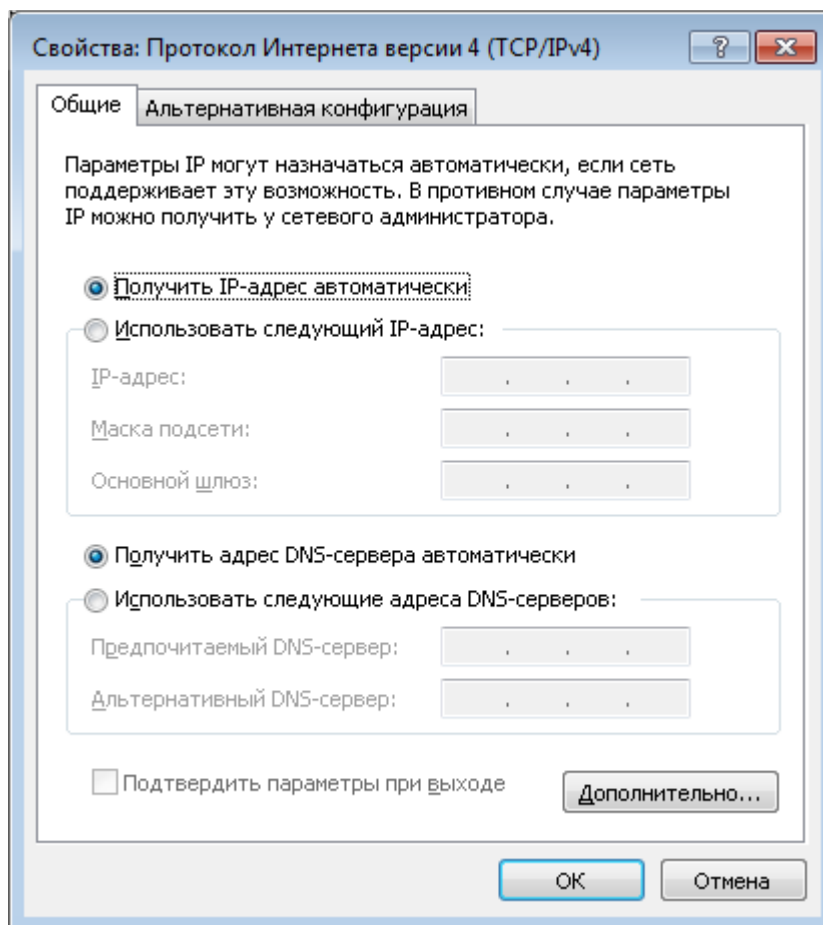 Свойства: Протокол Интернета версии 4 (TCP/IPv4)
Общие
Альтернативная конфигурация
Параметры IP могут назначаться автоматически, если сеть
поддерживает эту возможность. В противном случае параметры
IP можно получить у сетевого администратора.
Получить IP-адрес автоматически
Использовать следующий IP-адрес:
IP-адрес:
Маска подсети:
Основной шлюз:
Получить адрес DNS-сервера автоматически
Использовать следующие адреса DNS-серверов:
Предпочитаемый DNS-сервер:
Альтернативный DNS-сервер:
Подтвердить параметры при выходе
Дополнительно...
ОК
Отмена